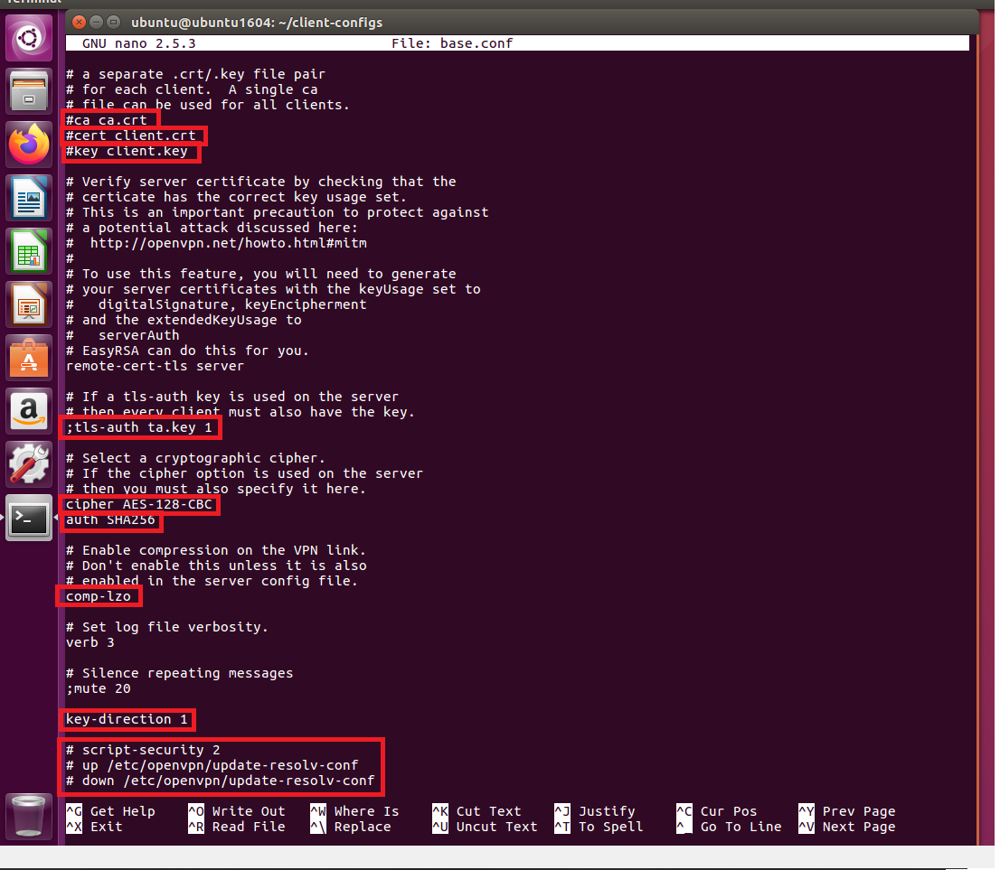 Terminal
ubuntu@ubuntu1604: ~/client-configs
GNU nano 2.5.3 File: base.conf
# a separate .crt/.key file pair
# for each client.  A single ca
# file can be used for all clients.
#ca ca.crt
#cert client.crt
#key client.key
# Verify server certificate by checking that the
# certicate has the correct key usage set.
# This is an important precaution to protect against
# a potential attack discussed here:
#  http://openvpn.net/howto.html#mitm
#
# To use this feature, you will need to generate
# your server certificates with the keyUsage set to
#   digitalSignature, keyEncipherment
# and the extendedKeyUsage to
#   serverAuth
# EasyRSA can do this for you.
remote-cert-tls server
# If a tls-auth key is used on the server
# then every client must also have the key.
;tls-auth ta.key 1
# Select a cryptographic cipher.
# If the cipher option is used on the server
# then you must also specify it here.
cipher AES-128-CBC
auth SHA256
# Enable compression on the VPN link.
# Don't enable this unless it is also
# enabled in the server config file.
comp-lzo
# Set log file verbosity.
verb 3
# Silence repeating messages
;mute 20
key-direction 1
# script-security 2
# up /etc/openvpn/update-resolv-conf
# down /etc/openvpn/update-resolv-conf
^G Get Help ^O Write Out ^W Where Is ^K Cut Text ^J Justify ^C Cur Pos ^Y Prev Page
^X Exit ^R Read File ^\ Replace ^U Uncut Text ^T To Spell ^_ Go To Line ^V Next Page